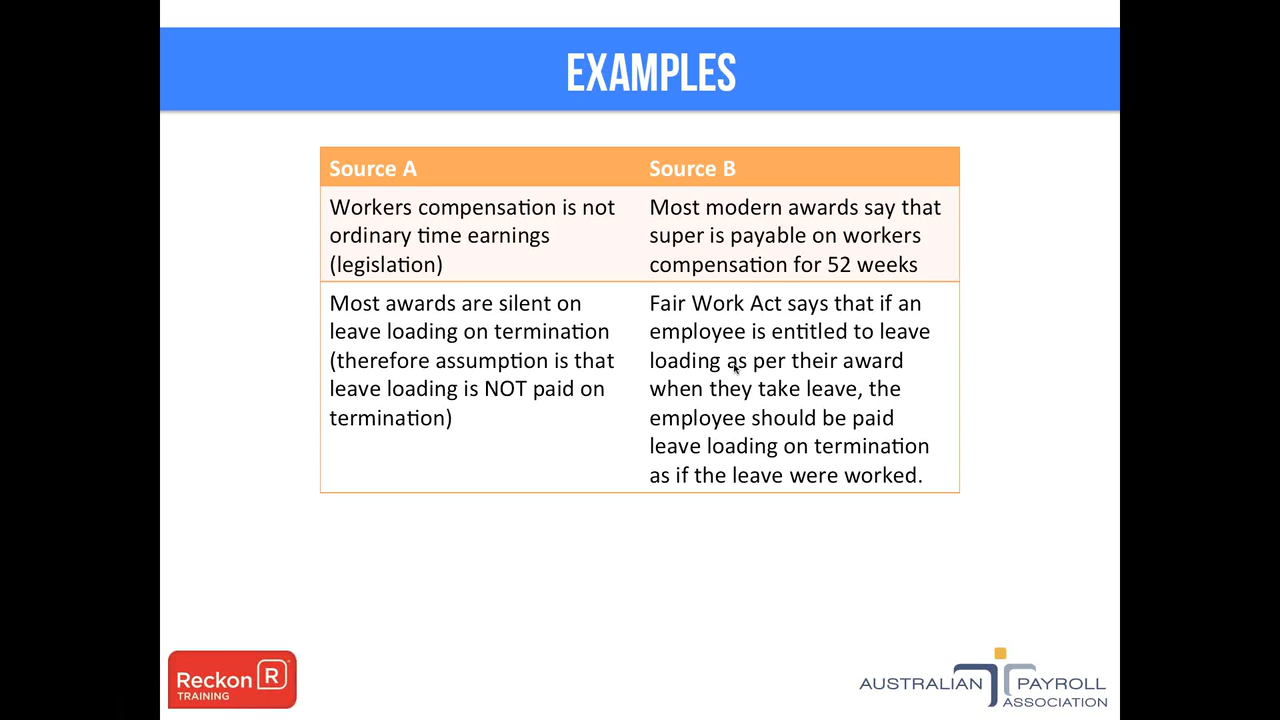 EXAMPLES
Source A
Source B
Workers compensation is not
ordinary time earnings
(legislation)
Most modern awards say that
super is payable on workers
compensation for 52 weeks
Most awards are silent on
leave loading on termination
(therefore assumption is that
leave loading is NOT paid on
termination)
Fair Work Act says that if an
employee is entitled to leave
loading as per their award
when they take leave, the
employee should be paid
leave loading on termination
as if the leave were worked.
Reckon R
TRAINING
AUSTRALIAN PAYROLL
ASSOCIATION